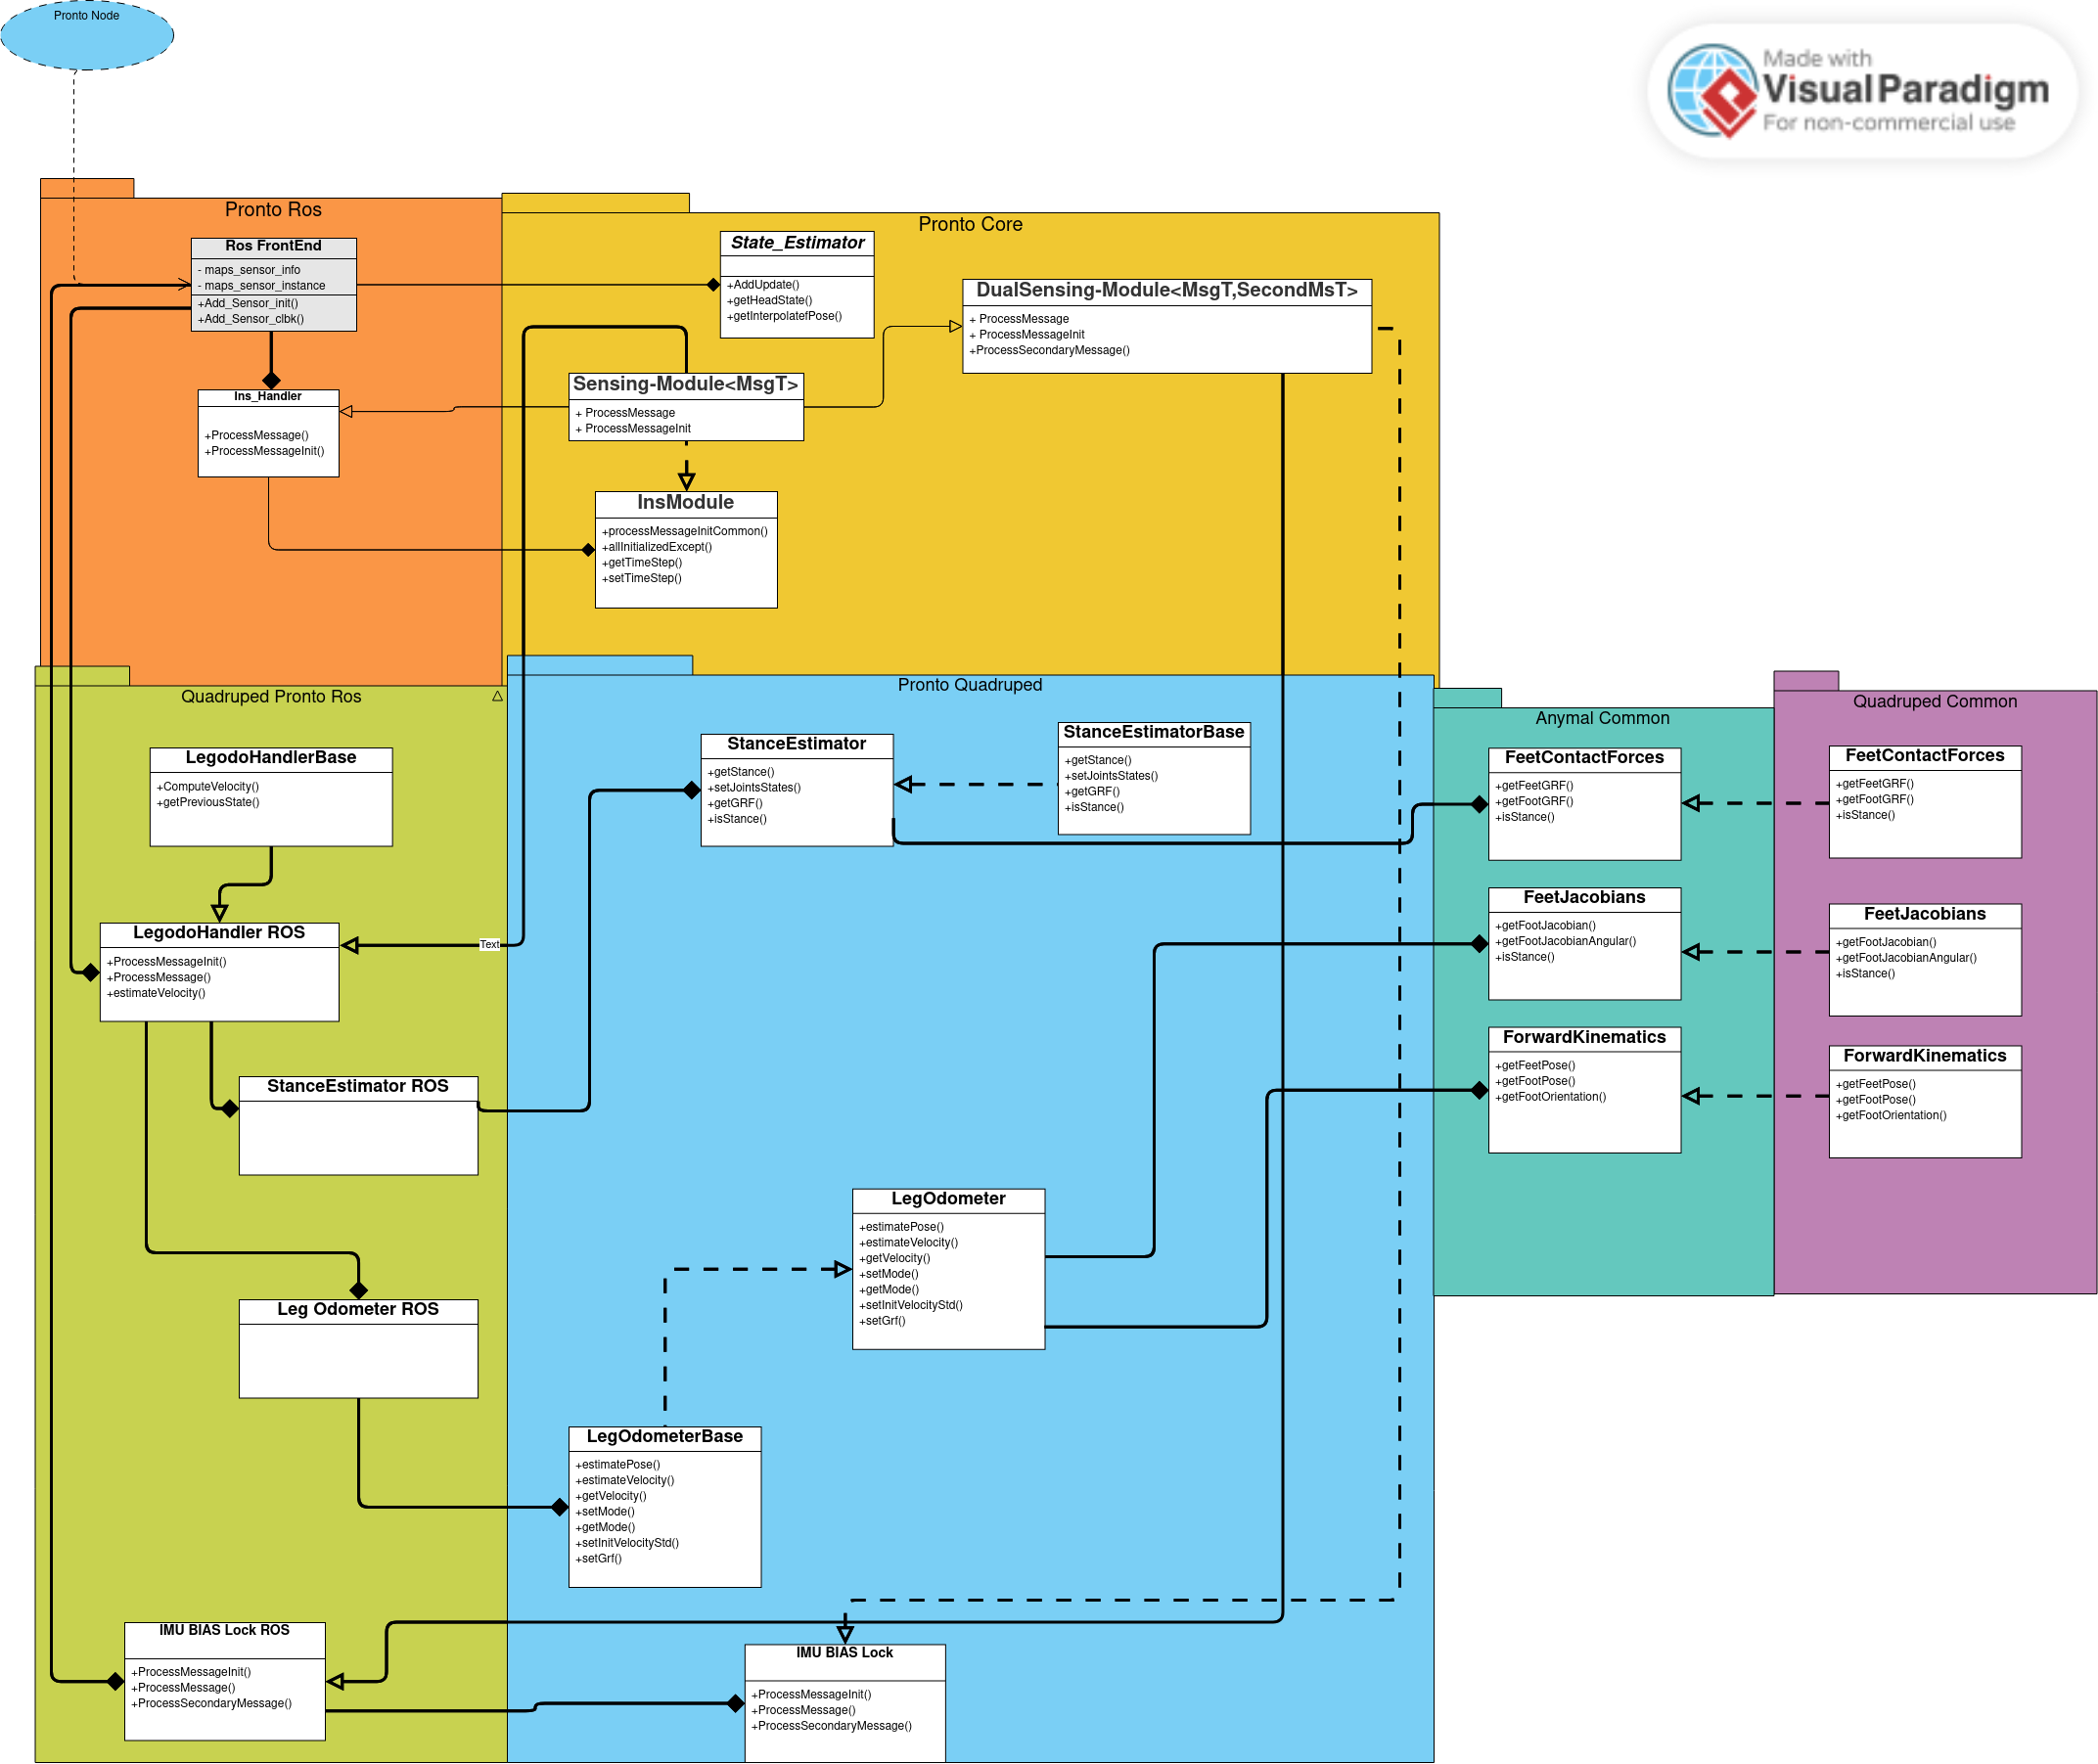 Pronto Node
Made with
Visual Paradigm
For non-commercial use
Pronto Ros
Ros FrontEnd
- maps_sensor_info
- maps_sensor_instance
+Add_Sensor_init()
+Add_Sensor_clbk()
Ins_Handler
+ProcessMessage()
+ProcessMessageInit()
Pronto Core
State_Estimator
+AddUpdate()
+getHeadState()
+getInterpolatefPose()
DualSensing-Module<MsgT,SecondMsT>
+ ProcessMessage
+ ProcessMessageInit
+ProcessSecondaryMessage()
Sensing-Module<MsgT>
+ ProcessMessage
+ ProcessMessageInit
InsModule
+processMessageInitCommon()
+allInitializedExcept()
+getTimeStep()
+setTimeStep()
Quadruped Pronto Ros
LegodoHandlerBase
+ComputeVelocity()
+getPreviousState()
LegodoHandler ROS
+ProcessMessageInit()
+ProcessMessage()
+estimateVelocity()
Text
StanceEstimator ROS
Leg Odometer ROS
IMU BIAS Lock ROS
+ProcessMessageInit()
+ProcessMessage()
+ProcessSecondaryMessage()
Pronto Quadruped
StanceEstimator
+getStance()
+setJointsStates()
+getGRF()
+isStance()
StanceEstimatorBase
+getStance()
+setJointsStates()
+getGRF()
+isStance()
LegOdometer
+estimatePose()
+estimateVelocity()
+getVelocity()
+setMode()
+getMode()
+setInitVelocityStd()
+setGrf()
LegOdometerBase
+estimatePose()
+estimateVelocity()
+getVelocity()
+setMode()
+getMode()
+setInitVelocityStd()
+setGrf()
IMU BIAS Lock
+ProcessMessageInit()
+ProcessMessage()
+ProcessSecondaryMessage()
Anymal Common
FeetContactForces
+getFeetGRF()
+getFootGRF()
+isStance()
FeetJacobians
+getFootJacobian()
+getFootJacobianAngular()
+isStance()
ForwardKinematics
+getFeetPose()
+getFootPose()
+getFootOrientation()
Quadruped Common
FeetContactForces
+getFeetGRF()
+getFootGRF()
+isStance()
FeetJacobians
+getFootJacobian()
+getFootJacobianAngular()
+isStance()
ForwardKinematics
+getFeetPose()
+getFootPose()
+getFootOrientation()